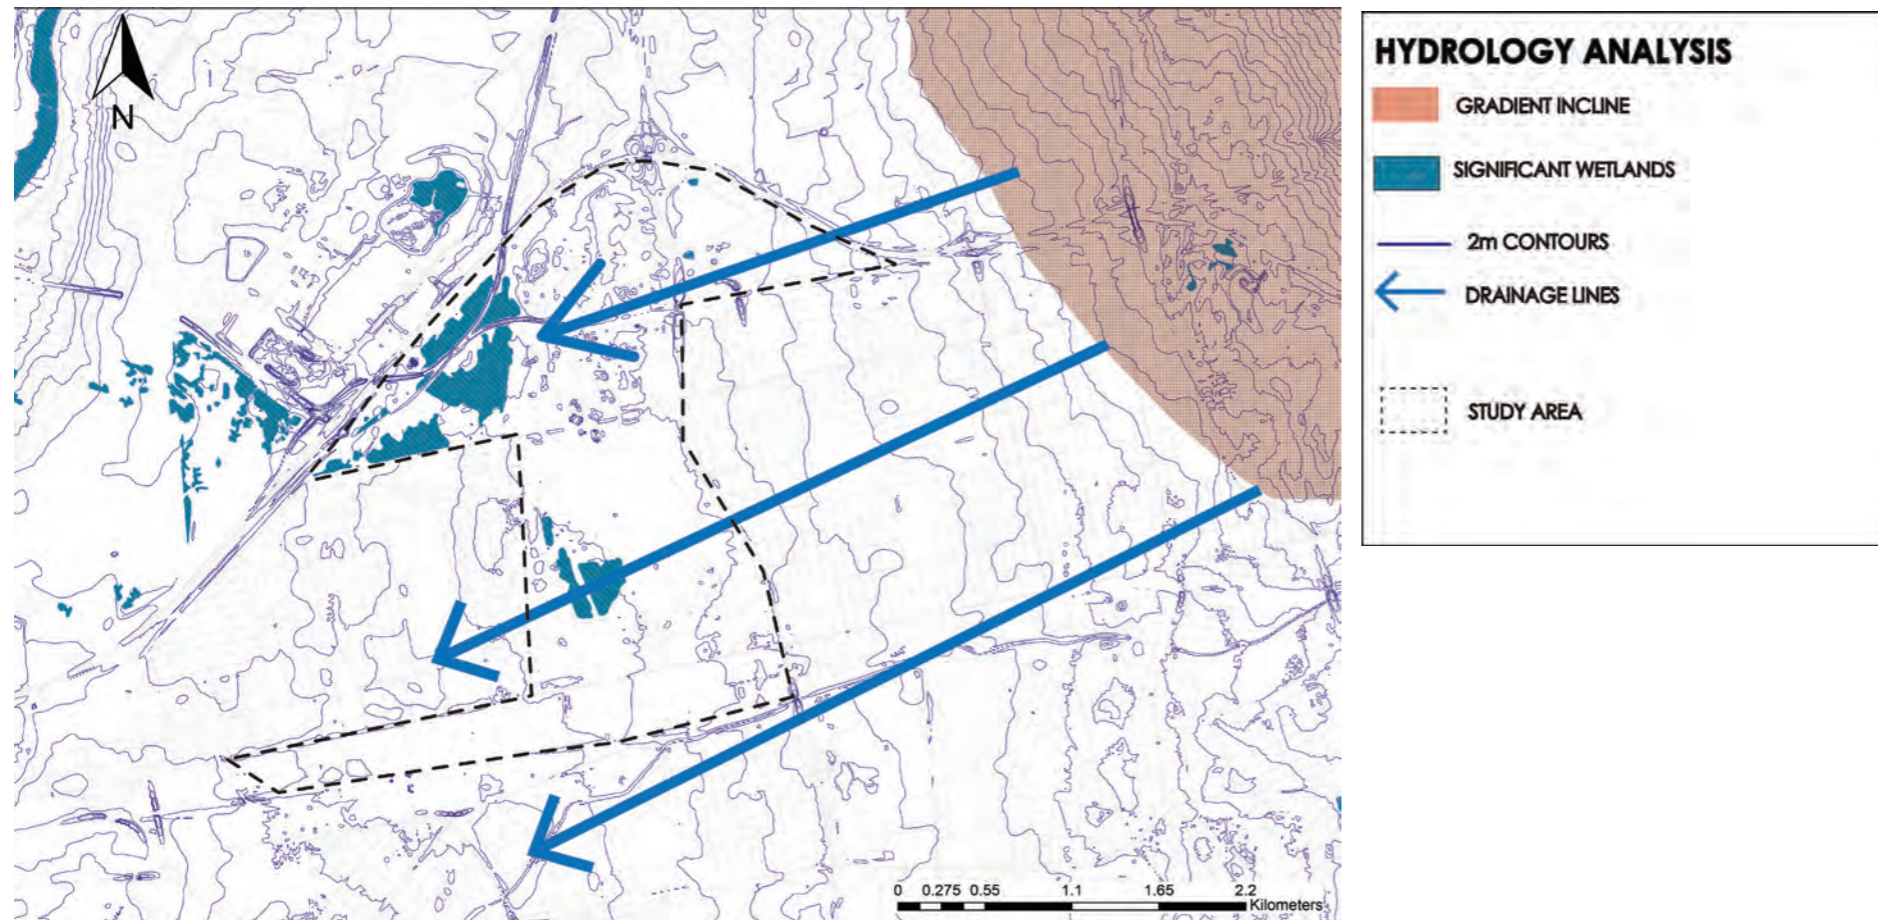 N
0 0.275 0.55 1.1 1.65 2.2
Kilometers
HYDROLOGY ANALYSIS
GRADIENT INCLINE
SIGNIFICANT WETLANDS
2m CONTOURS
DRAINAGE LINES
STUDY AREA